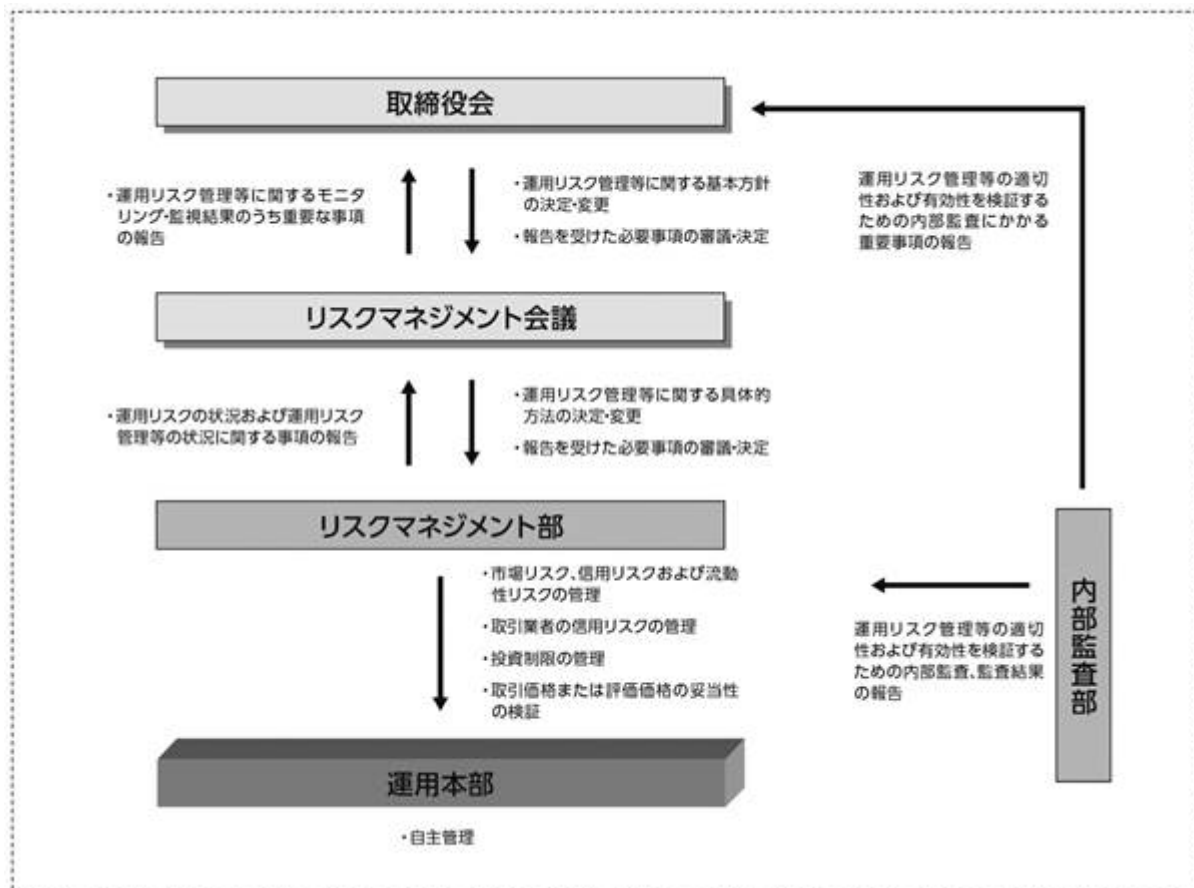 取締役会
・運用リスク管理等に関するモニタ
リング・監視結果のうち重要な事項
の報告
・運用リスク管理等に関する基本方針
の決定・変更
・報告を受けた必要事項の審議・決定
運用リスク管理等の適切
性および有効性を検証する
ための内部監査にかかる
重要事項の報告
リスクマネジメント会議
・運用リスクの状況および運用リスク
管理等の状況に関する事項の報告
・運用リスク管理等に関する具体的
方法の決定・変更
・報告を受けた必要事項の審議・決定
リスクマネジメント部
・市場リスク、信用リスクおよび流動
性リスクの管理
・取引業者の信用リスクの管理
・投資制限の管理
・取引価格または評価価格の妥当性
の検証
運用リスク管理等の適切
性および有効性を検証する
ための内部監査、監査結果
の報告
内部監査部
運用本部
・自主管理